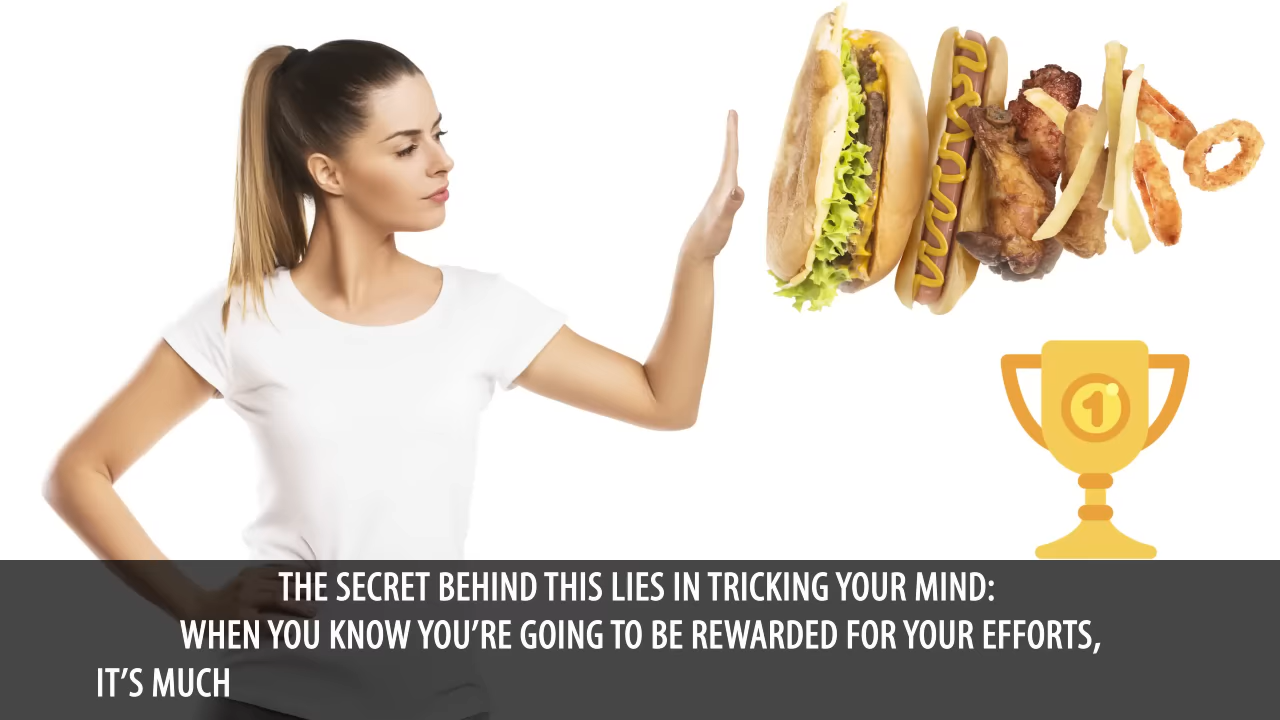 1
THE SECRET BEHIND THIS LIES IN TRICKING YOUR MIND:
WHEN YOU KNOW YOU’RE GOING TO BE REWARDED FOR YOUR EFFORTS,
IT’S MUCH